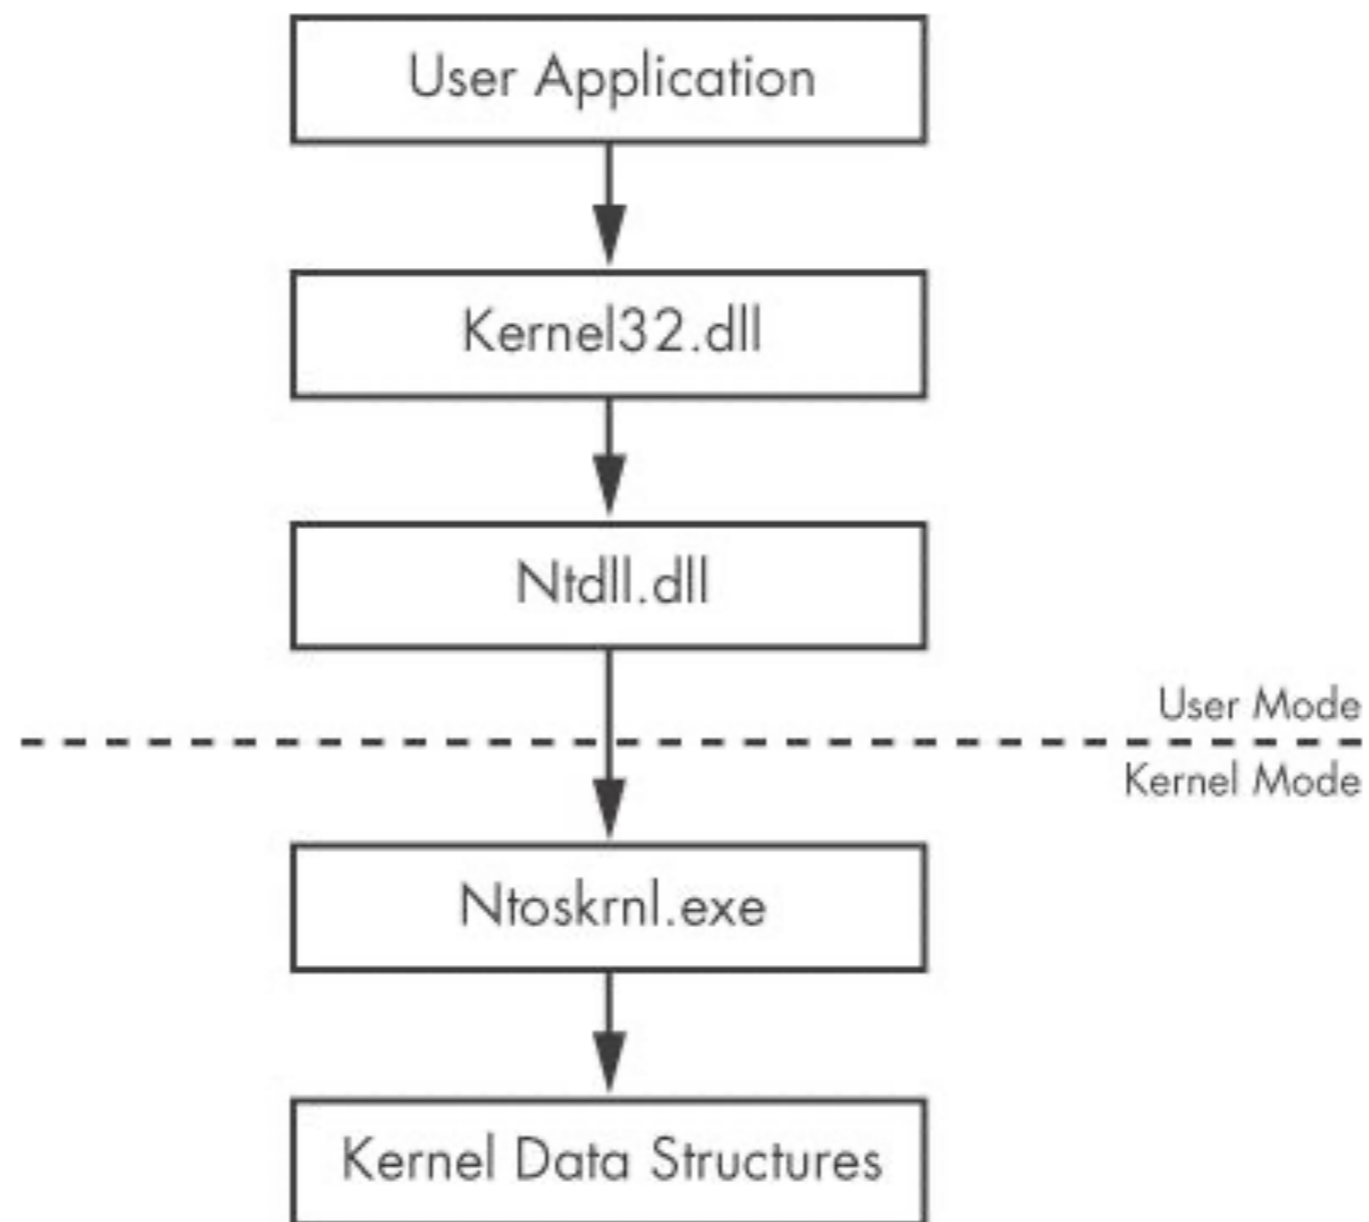 User Application
Kernel32.dll
Ntdll.dll
User Mode
Kernel Mode
Ntoskrnl.exe
Kernel Data Structures